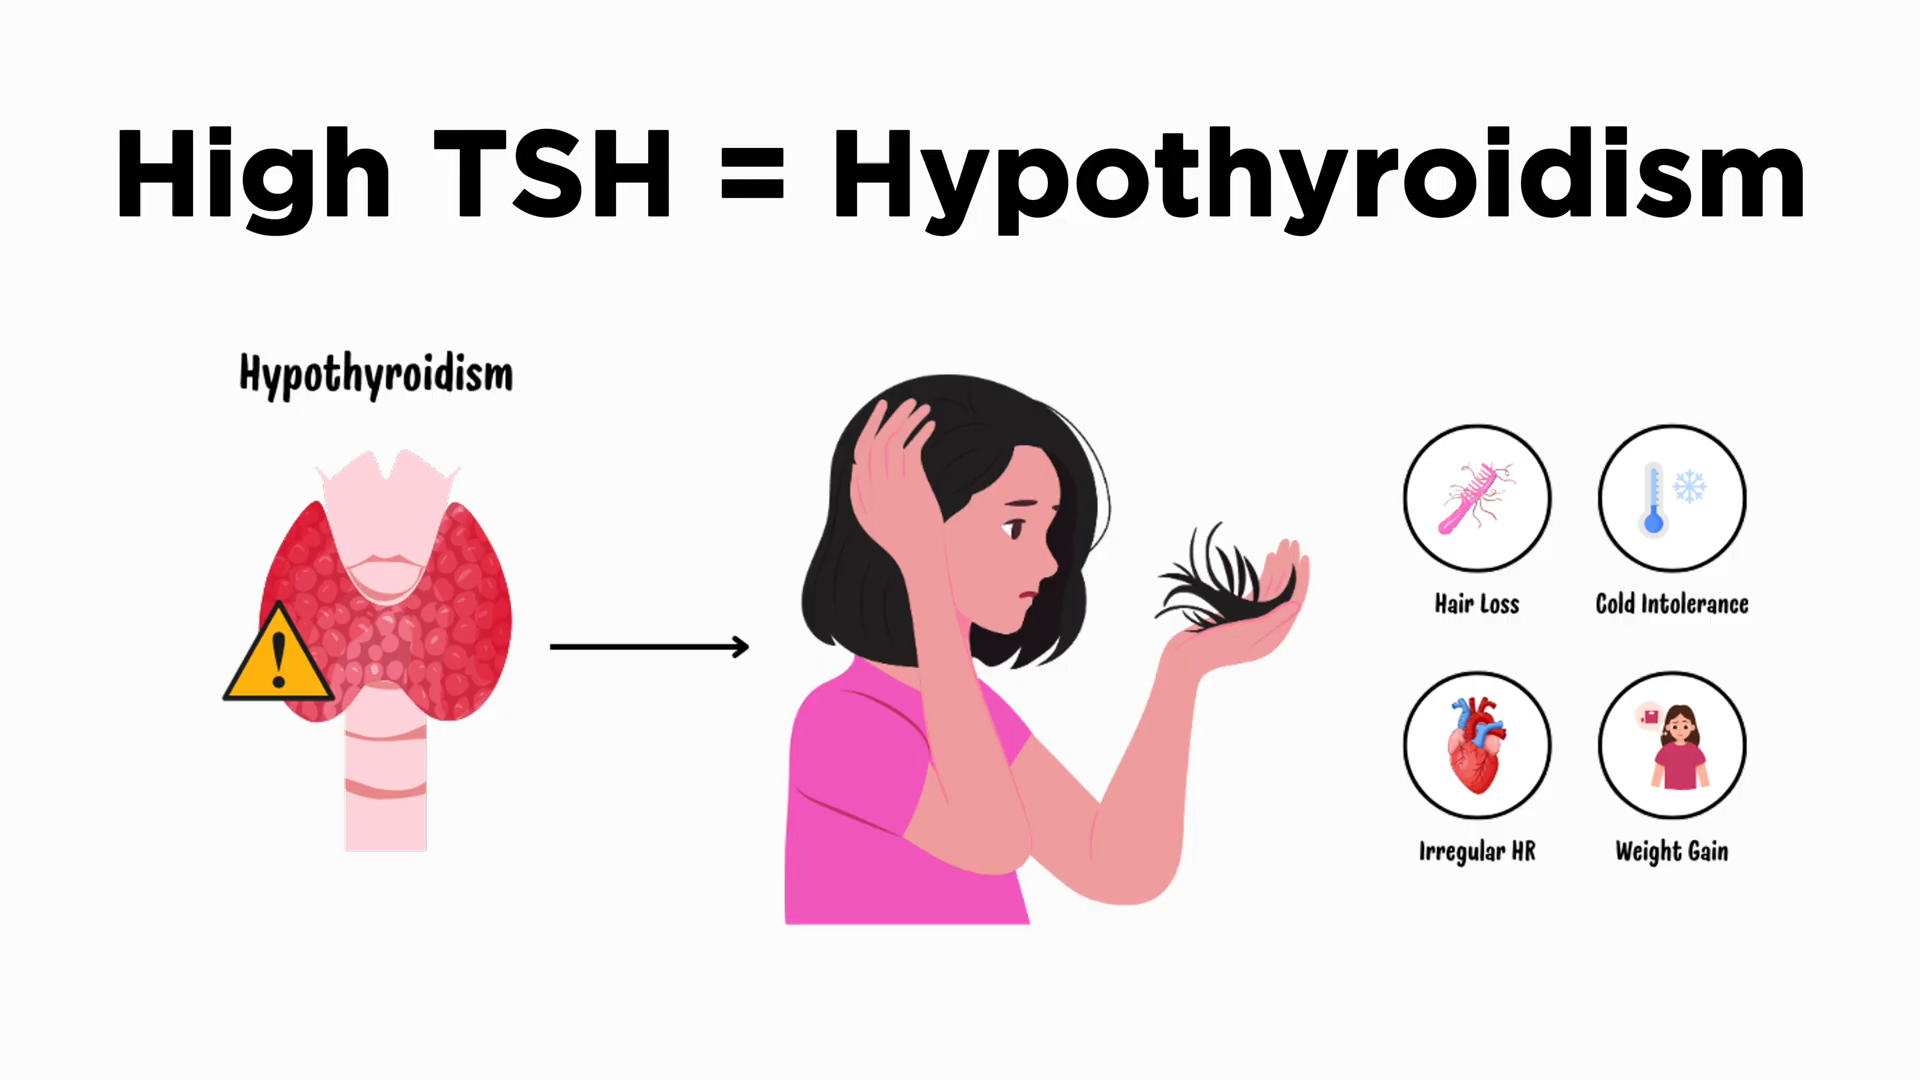 High TSH = Hypothyroidism
Hypothyroidism
Hair Loss
Cold Intolerance
Irregular HR
Weight Gain